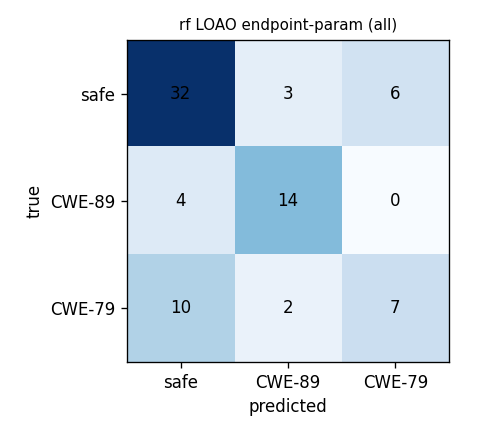 rf LOAO endpoint-param (all)
safe 32 3 6
CWE-89 4 14 0
CWE-79 10 2 7
true
safe CWE-89 CWE-79
predicted